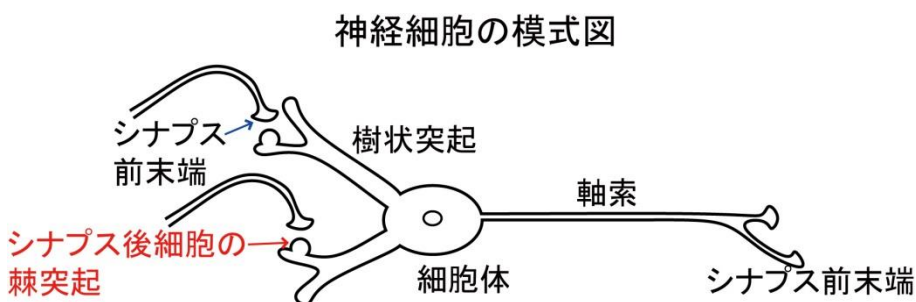 神経細胞の模式図
シナプス
前末端
樹状突起
軸索
シナプス後細胞の
棘突起
細胞体
シナプス前末端